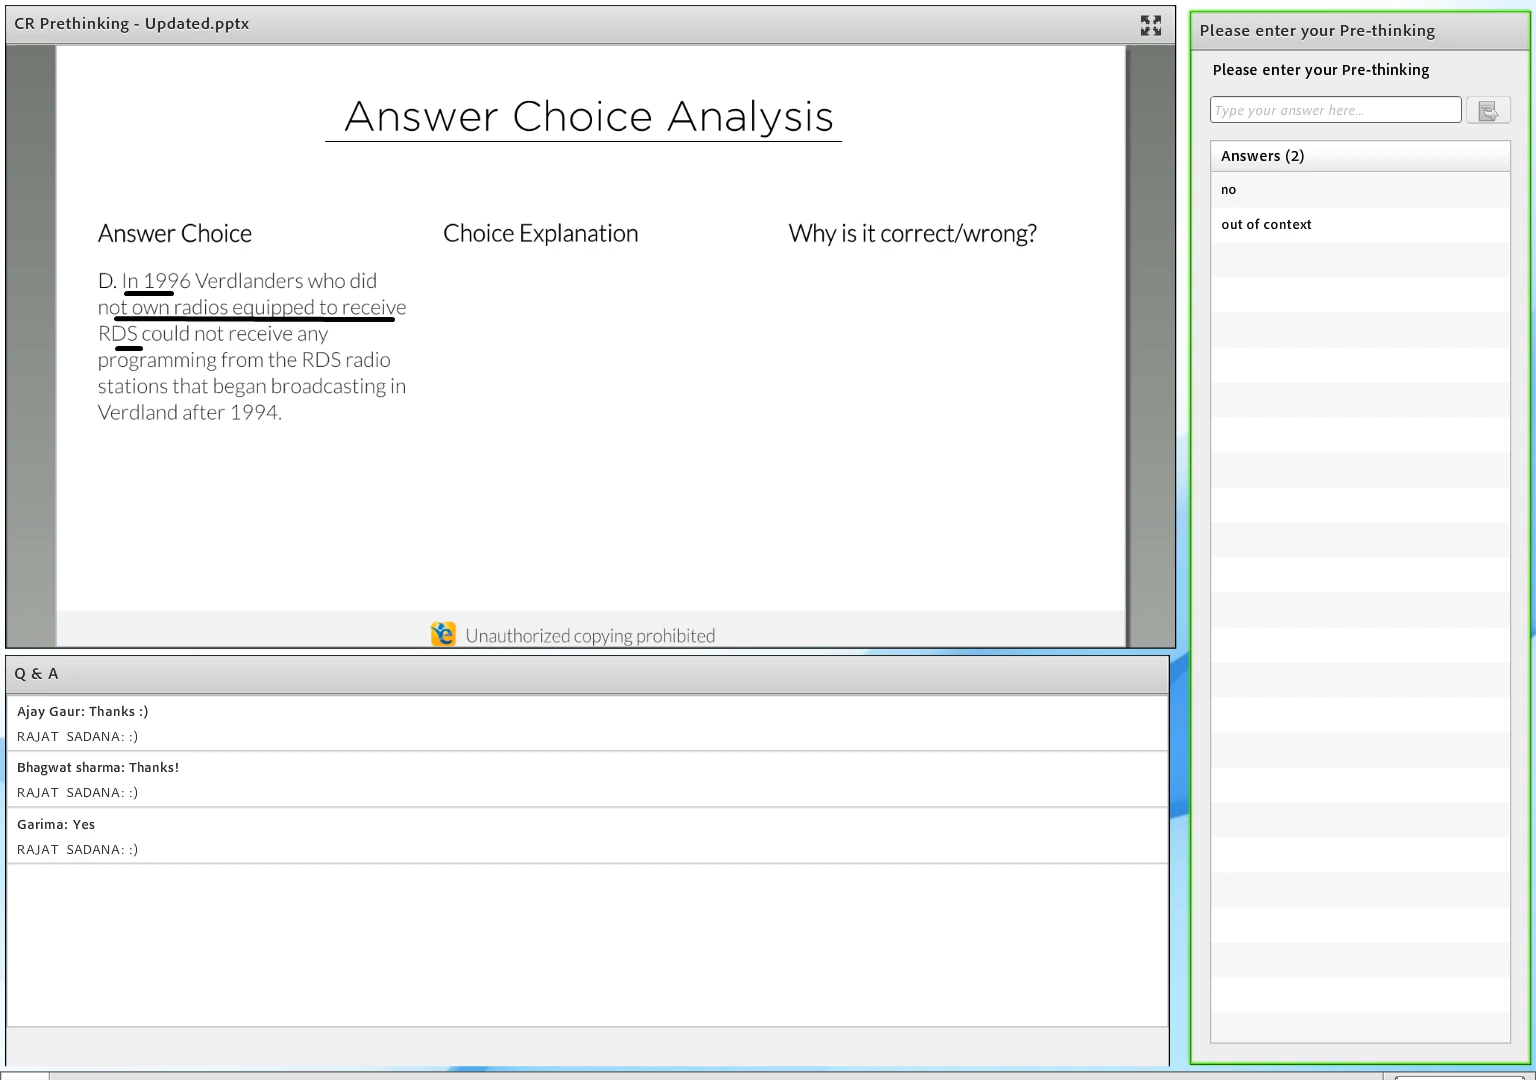 CR Prethinking - Updated.pptx
Answer Choice Analysis
Answer Choice
Choice Explanation
Why is it correct/wrong?
D. In 1996 Verdlanders who did
not own radios equipped to receive
RDS could not receive any
programming from the RDS radio
stations that began broadcasting in
Verdland after 1994.
Unauthorized copying prohibited
Q & A
Ajay Gaur: Thanks :)
RAJAT SADANA: :)
Bhagwat sharma: Thanks!
RAJAT SADANA: :)
Garima: Yes
RAJAT SADANA: :)
Please enter your Pre-thinking
Please enter your Pre-thinking
Type your answer here...
Answers (2)
no
out of context